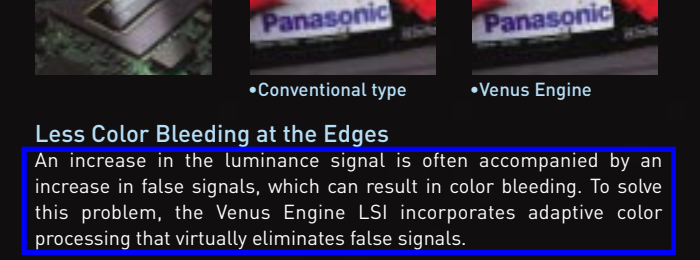 Panasonic Panasonic
•Conventional type •Venus Engine
Less Color Bleeding at the Edges
An increase in the luminance signal is often accompanied by an
increase in false signals, which can result in color bleeding. To solve
this problem, the Venus Engine LSI incorporates adaptive color
processing that virtually eliminates false signals.